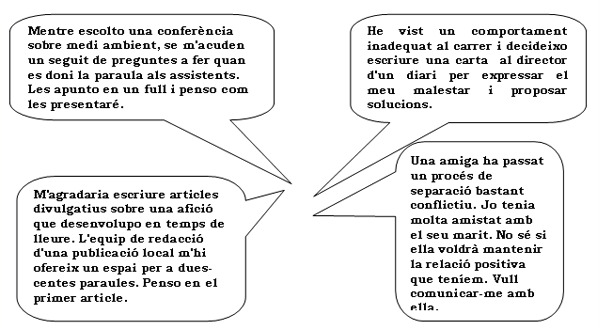 Mentre escolto una conferència
sobre medi ambient, se m'acuden
un seguit de preguntes a fer quan
es doni la paraula als assistents.
Les apunto en un full i penso com
les presentaré.
He vist un comportament
inadequat al carrer i decideixo
escriure una carta al director
d'un diari per expressar el
meu malestar i proposar
solucions.
M'agradaria escriure articles
divulgatius sobre una afició
que desenvolupo en temps de
lleure. L'equip de redacció
d'una publicació local m'hi
ofereix un espai per a dues-
centes paraules. Penso en el
primer article.
Una amiga ha passat
un procés de
separació bastant
conflictiu. Jo tenia
molta amistat amb
el seu marit. No sé si
ella voldrà mantenir
la relació positiva
que teníem. Vull
comunicar-me amb
ella.